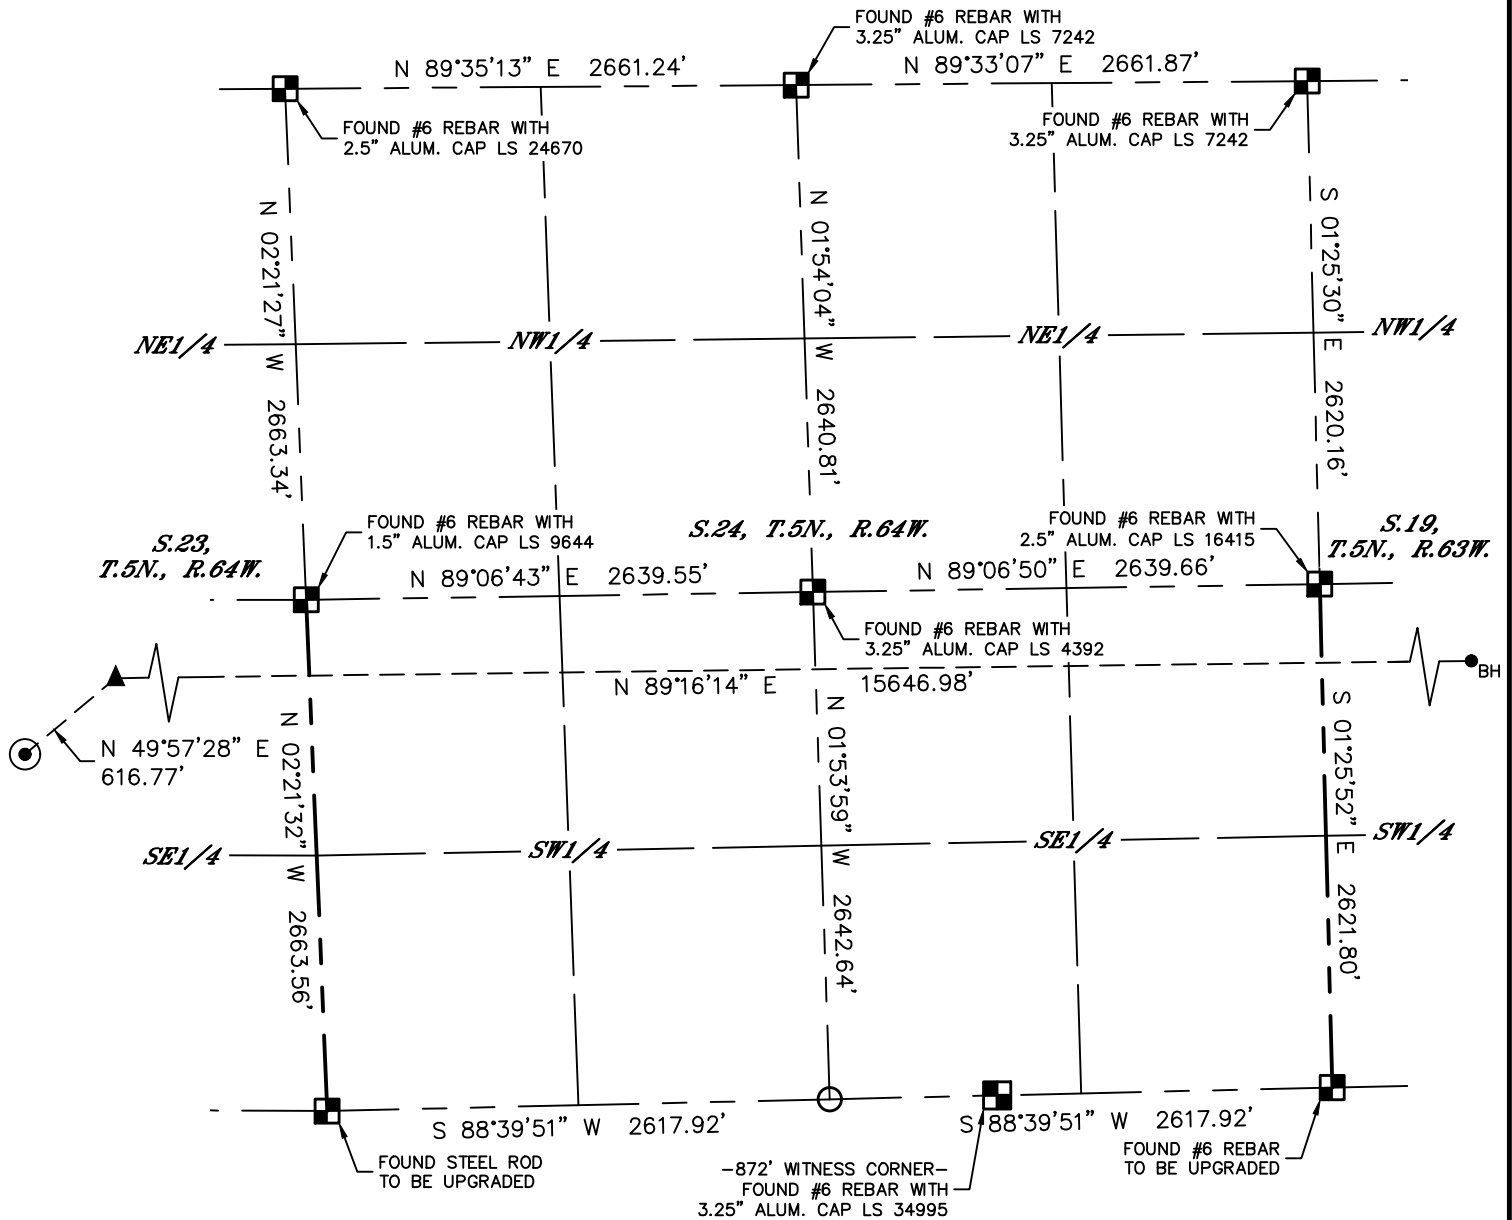 FOUND #6 REBAR WITH
3.25" ALUM. CAP LS 7242
N 89°35'13" E 2661.24'
N 89°33'07" E 2661.87'
FOUND #6 REBAR WITH
2.5" ALUM. CAP LS 24670
FOUND #6 REBAR WITH
3.25" ALUM. CAP LS 7242
N 02°21'27" W 2663.34'
N 01°54'04" W 2640.81'
S 01°25'30" E 2620.16'
NE1/4
NW1/4
NE1/4
NW1/4
S.23,
T.5N., R.64W.
FOUND #6 REBAR WITH
1.5" ALUM. CAP LS 9644
S.24, T.5N., R.64W.
FOUND #6 REBAR WITH
2.5" ALUM. CAP LS 16415
S.19,
T.5N., R.63W.
N 89°06'43" E 2639.55'
N 89°06'50" E 2639.66'
FOUND #6 REBAR WITH
3.25" ALUM. CAP LS 4392
N 89°16'14" E 15646.98'
BH
N 49°57'28" E
616.77'
N 02°21'32" W 2663.56'
N 01°53'59" W 2642.64'
S 01°25'52" E 2621.80'
SE1/4
SW1/4
SE1/4
SW1/4
S 88°39'51" W 2617.92'
S 88°39'51" W 2617.92'
FOUND STEEL ROD
TO BE UPGRADED
-872' WITNESS CORNER-
FOUND #6 REBAR WITH
3.25" ALUM. CAP LS 34995
FOUND #6 REBAR
TO BE UPGRADED